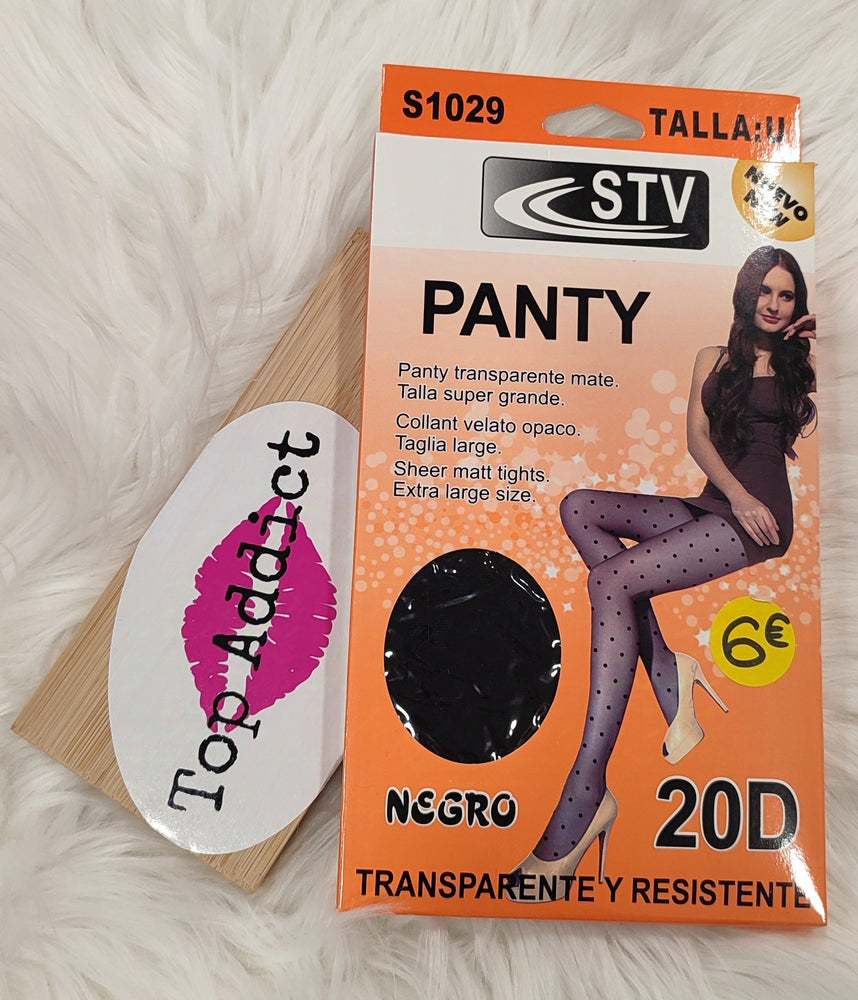 S1029
TALLA:U
STV
NUEVO
NEW
PANTY
Panty transparente mate.
Talla super grande.
Collant velato opaco.
Taglia large.
Sheer matt tights.
Extra large size.
6€
NEGRO
20D
TRANSPARENTE Y RESISTENTE
Top Addict